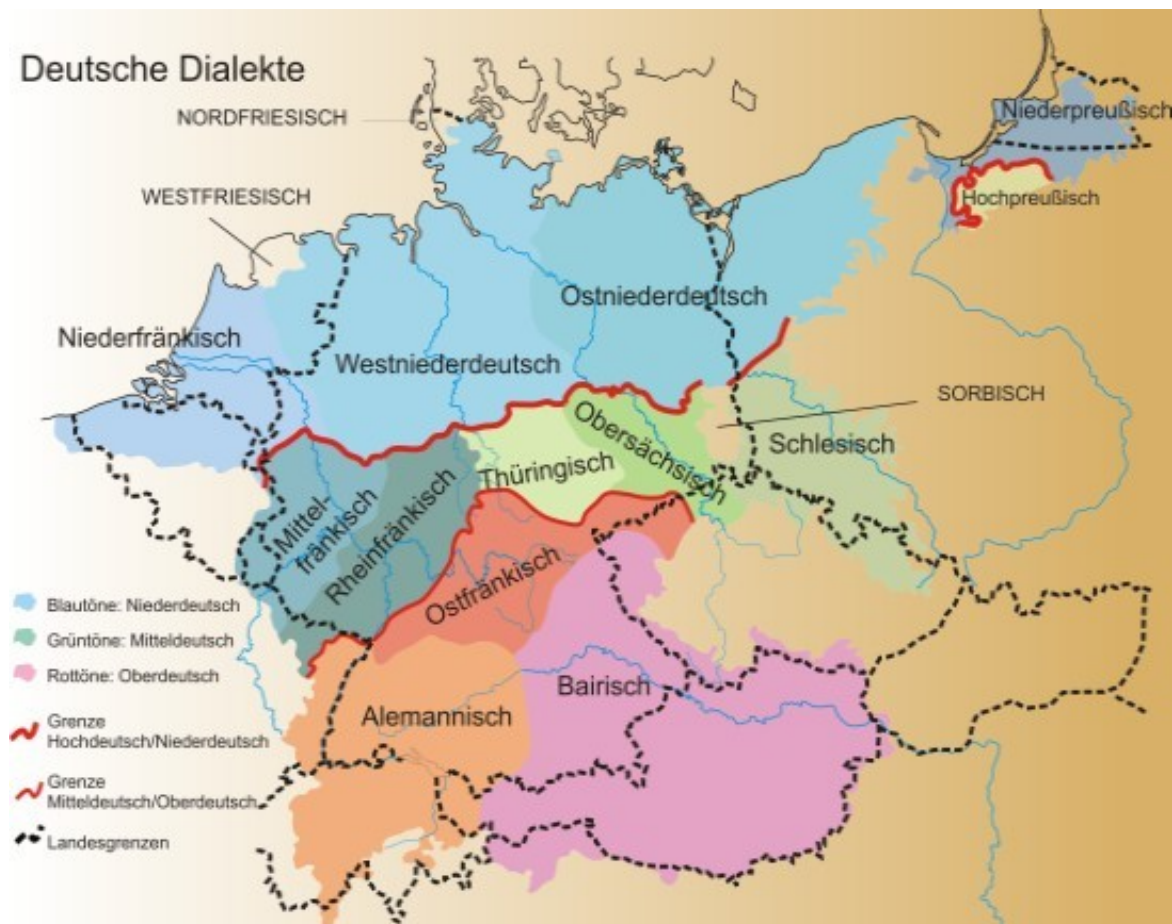 Deutsche Dialekte
NORDFRIESISCH
WESTFRIESISCH
Niederpreußisch
Hochpreußisch
Niederfränkisch
Westniederdeutsch
Ostniederdeutsch
SORBISCH
Schlesisch
Obersächsisch
Thüringisch
Mittel-
fränkisch
Rheinfränkisch
Ostfränkisch
Bairisch
Alemannisch
Blautöne: Niederdeutsch
Grüntöne: Mitteldeutsch
Rottöne: Oberdeutsch
Grenze
Hochdeutsch/Niederdeutsch
Grenze
Mitteldeutsch/Oberdeutsch
Landesgrenzen